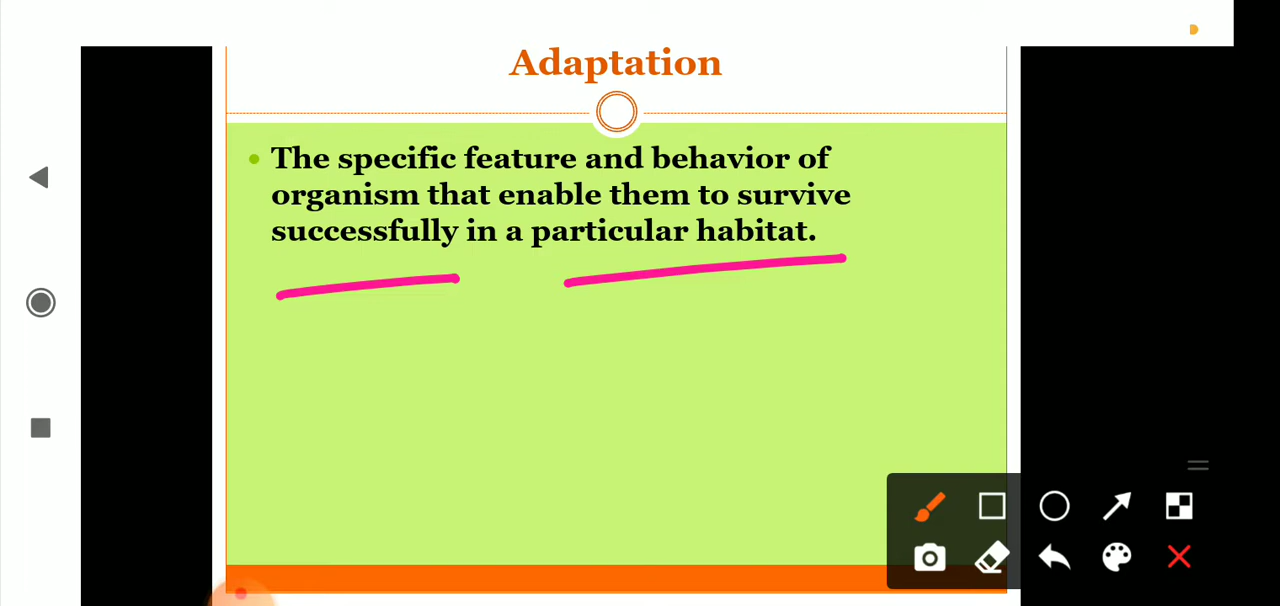 Adaptation
The specific feature and behavior of
organism that enable them to survive
successfully in a particular habitat.